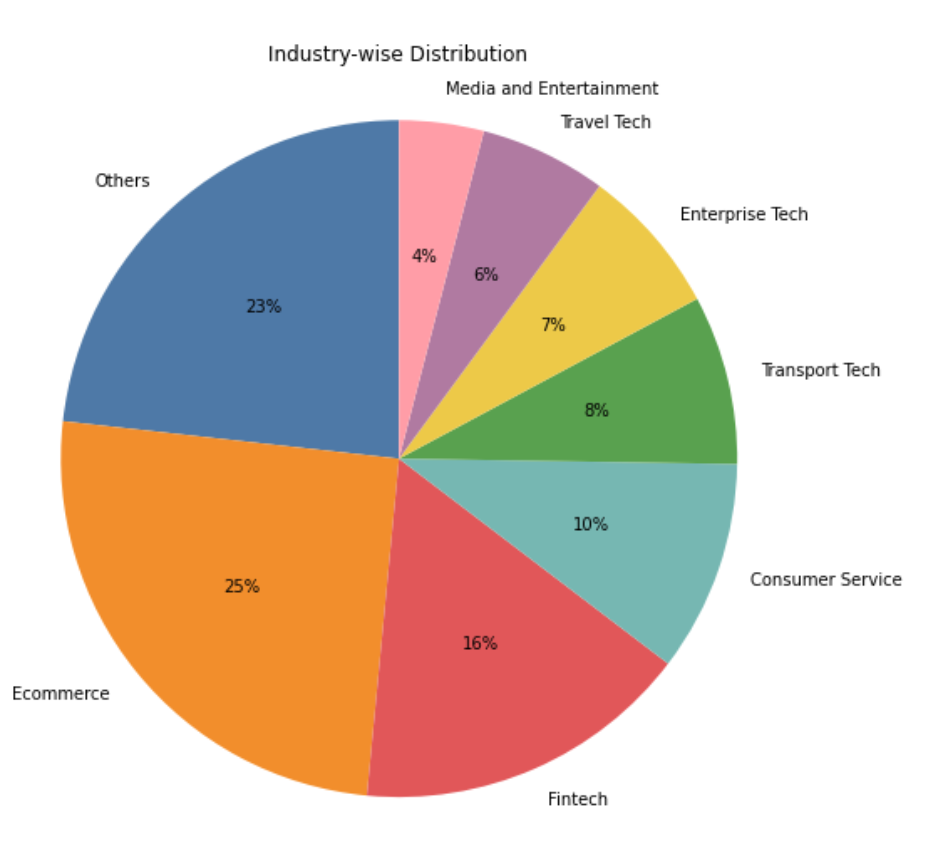 Industry-wise Distribution
Media and Entertainment
Travel Tech
Others
Enterprise Tech
4%
6%
23%
7%
Transport Tech
8%
10%
Consumer Service
25%
16%
Ecommerce
Fintech